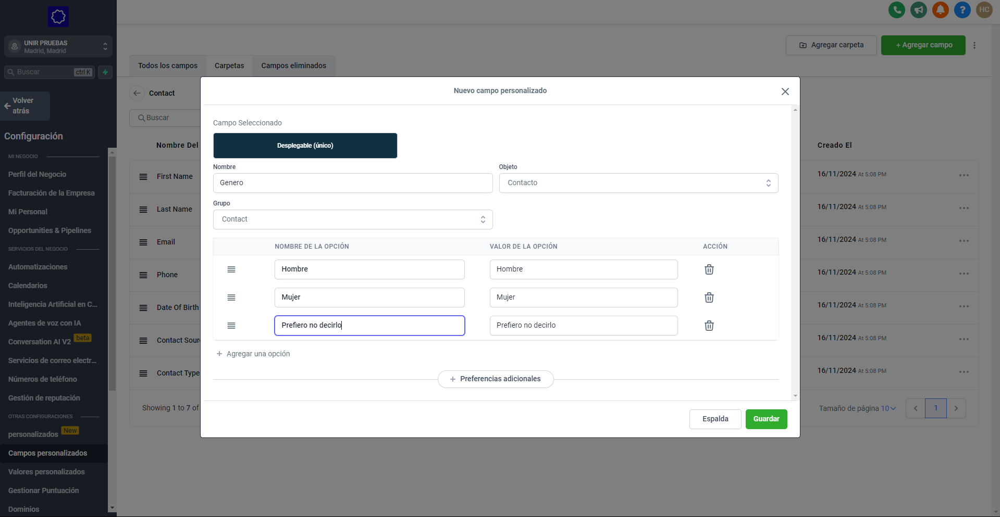 HC
UNIR PRUEBAS
Madrid, Madrid
Buscar
ctrl K
Volver
atrás
Configuración
MI NEGOCIO
Perfil del Negocio
Facturación de la Empresa
Mi Personal
Opportunities & Pipelines
SERVICIOS DEL NEGOCIO
Automatizaciones
Calendarios
Inteligencia Artificial en C...
Agentes de voz con IA
Conversation AI V2 beta
Servicios de correo electr...
Números de teléfono
Gestión de reputación
OTRAS CONFIGURACIONES
personalizados New
Campos personalizados
Valores personalizados
Gestionar Puntuación
Dominios
Agregar carpeta
+ Agregar campo
Todos los campos
Carpetas
Campos eliminados
Contact
Buscar
Nombre Del
Creado El
First Name
16/11/2024 At 5:08 PM
Last Name
16/11/2024 At 5:08 PM
Email
16/11/2024 At 5:08 PM
Phone
16/11/2024 At 5:08 PM
Date Of Birth
16/11/2024 At 5:08 PM
Contact Sour
16/11/2024 At 5:08 PM
Contact Type
16/11/2024 At 5:08 PM
Showing 1 to 7 of
Tamaño de página 10
1
Nuevo campo personalizado
Campo Seleccionado
Desplegable (único)
Nombre
Genero
Objeto
Contacto
Grupo
Contact
NOMBRE DE LA OPCIÓN
VALOR DE LA OPCIÓN
ACCIÓN
Hombre
Hombre
Mujer
Mujer
Prefiero no decirlo
Prefiero no decirlo
+ Agregar una opción
+ Preferencias adicionales
Espalda
Guardar